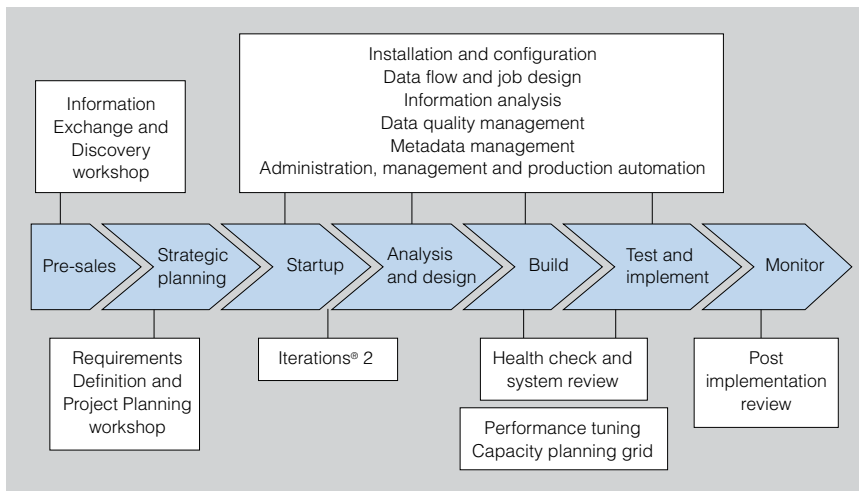 Installation and configuration
Data flow and job design
Information analysis
Data quality management
Metadata management
Administration, management and production automation
Information
Exchange and
Discovery
workshop
Pre-sales
Strategic
planning
Startup
Analysis
and design
Build
Test and
implement
Monitor
Requirements
Definition and
Project Planning
workshop
Iterations® 2
Health check and
system review
Performance tuning
Capacity planning grid
Post
implementation
review